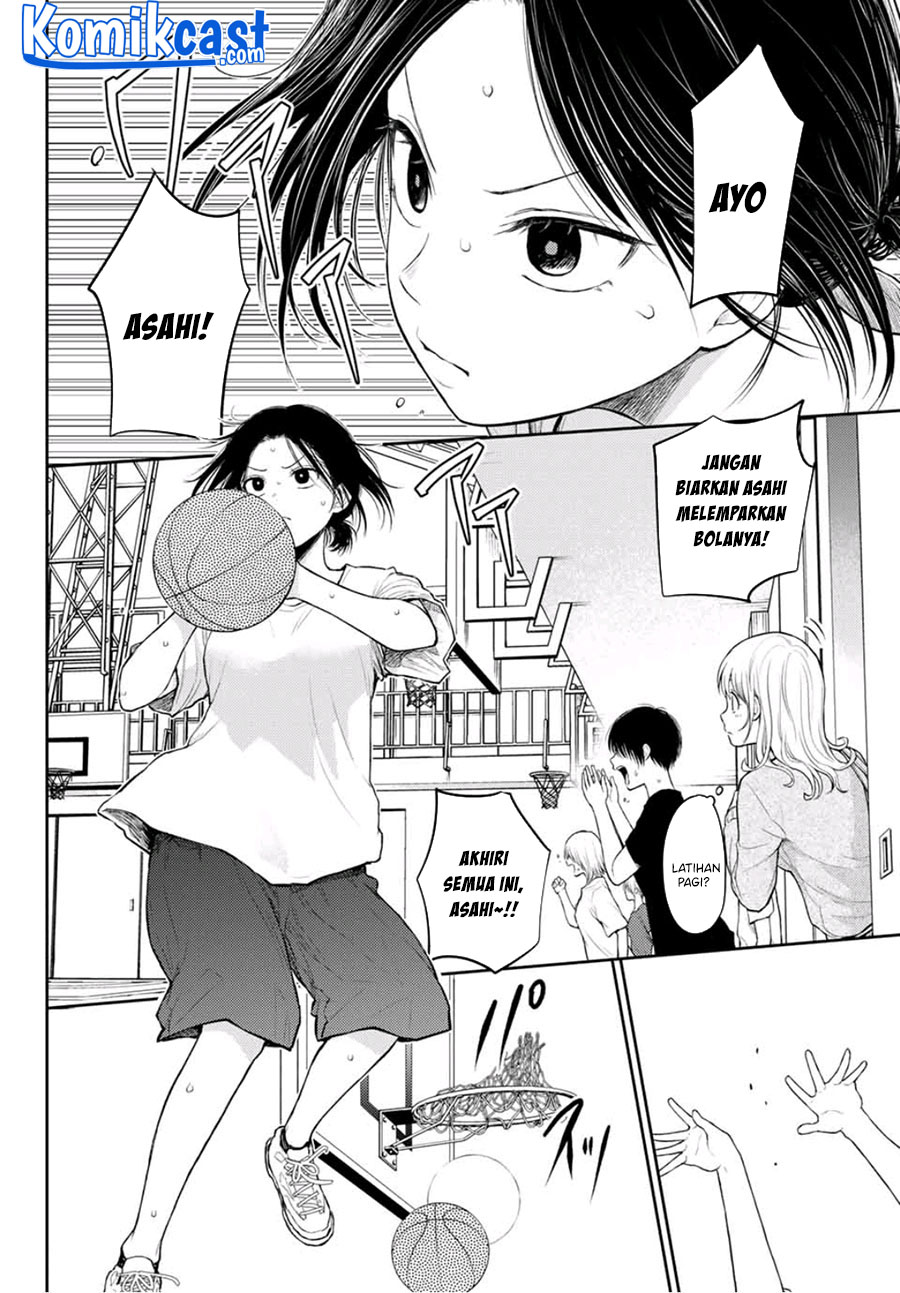 Komikcast
.com
AYO
ASAHI!
JANGAN
BIARKAN ASAHI
MELEMPARKAN
BOLANYA!
LATIHAN
PAGI?
AKHIRI
SEMUA INI,
ASAHI~!!